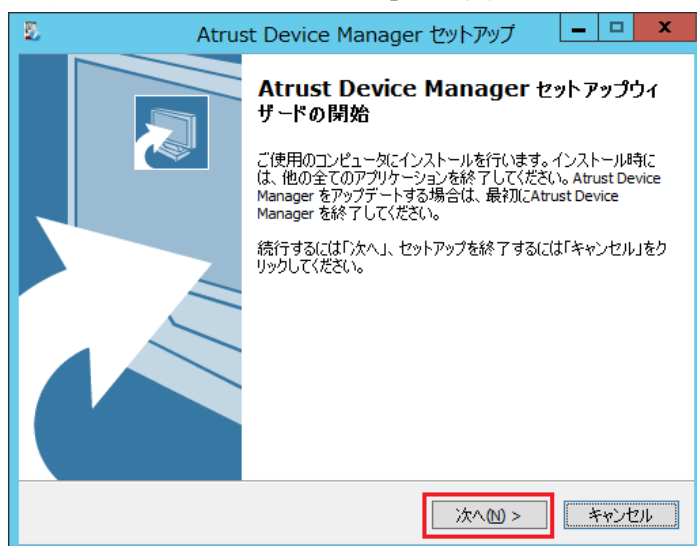 Atrust Device Manager セットアップ
Atrust Device Manager セットアップウィ
ザードの開始
ご使用のコンピュータにインストールを行います。インストール時に
は、他の全てのアプリケーションを終了してください。Atrust Device
Manager をアップデートする場合は、最初にAtrust Device
Manager を終了してください。
続行するには「次へ」、セットアップを終了するには「キャンセル」をク
リックしてください。
次へ(N) >
キャンセル